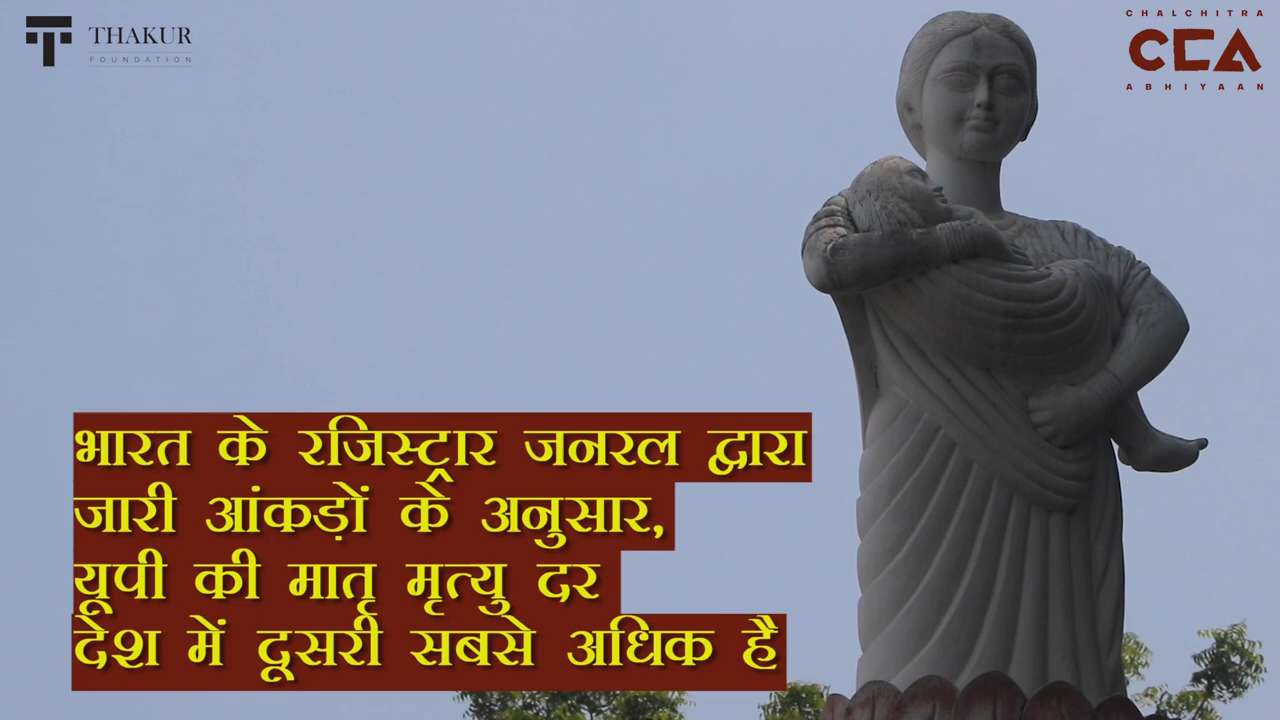 THAKUR
FOUNDATION
CHALCHITRA
CCA
ABHIYAAN
भारत के रजिस्ट्रार जनरल द्वारा
जारी आंकड़ों के अनुसार,
यूपी की मातृ मृत्यु दर
देश में दूसरी सबसे अधिक है